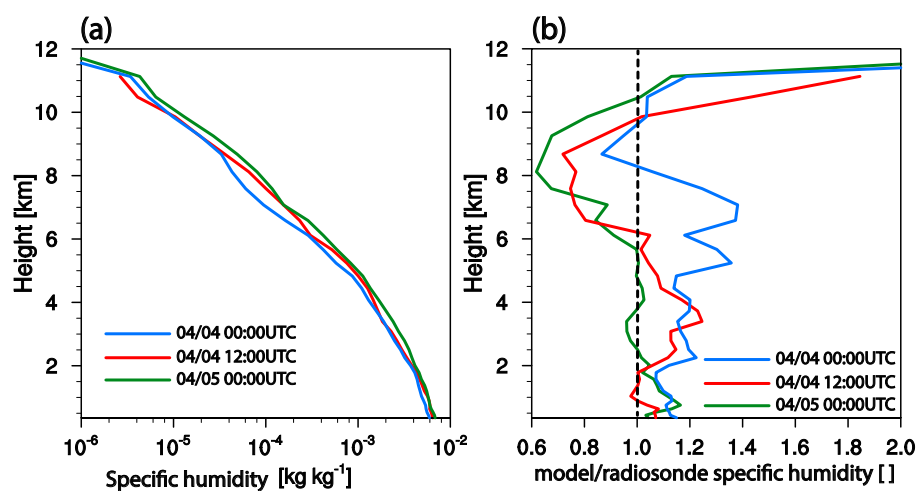 (a)
12
10
8
6
4
2
Height [km]
04/04 00:00UTC
04/04 12:00UTC
04/05 00:00UTC
10⁻⁶ 10⁻⁵ 10⁻⁴ 10⁻³ 10⁻²
Specific humidity [kg kg⁻¹]
(b)
12
10
8
6
4
2
Height [km]
04/04 00:00UTC
04/04 12:00UTC
04/05 00:00UTC
0.6 0.8 1.0 1.2 1.4 1.6 1.8 2.0
model/radiosonde specific humidity [ ]